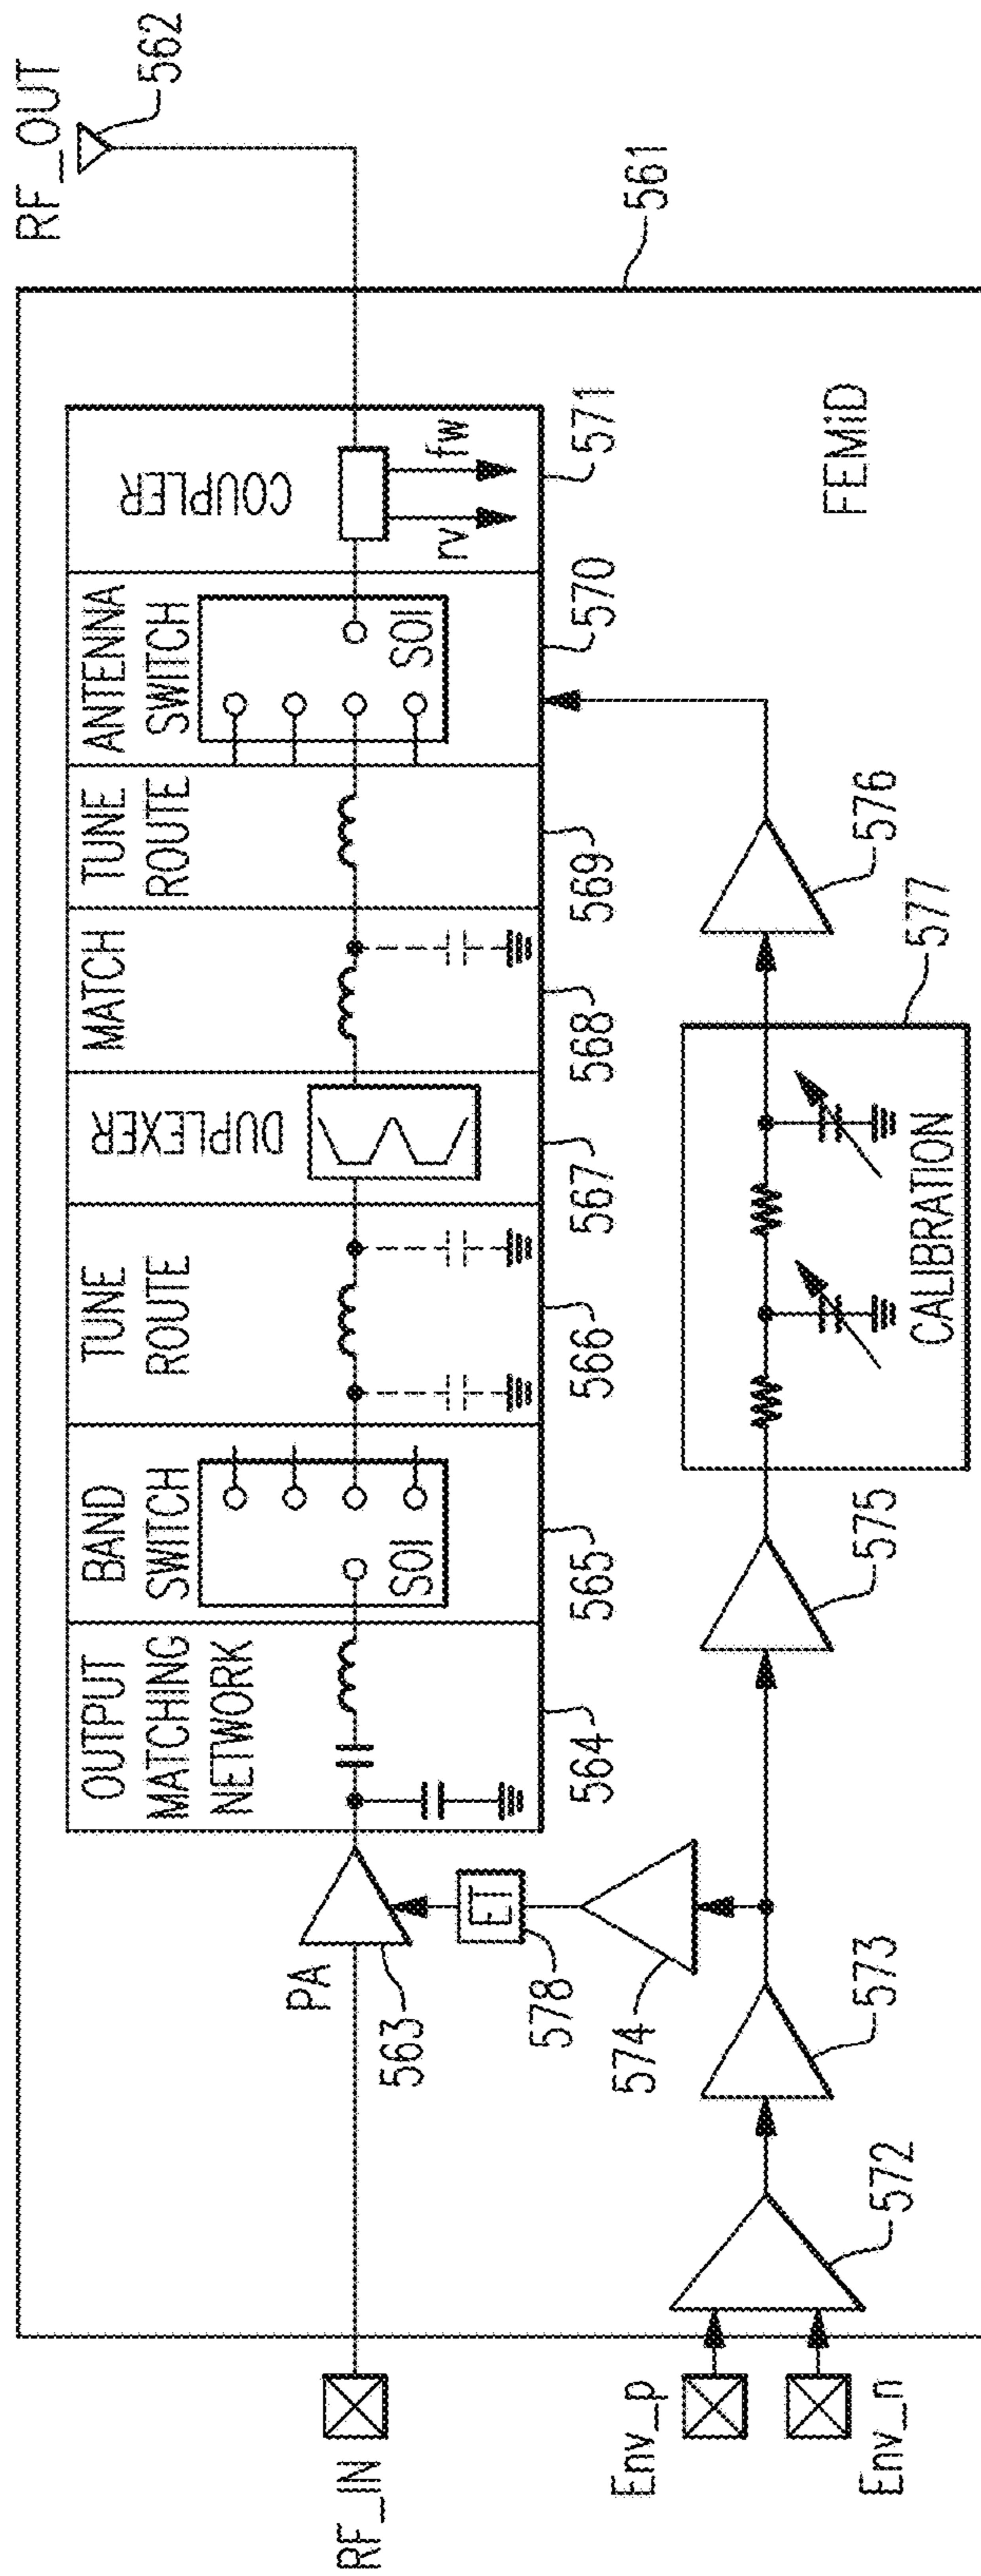 RF_OUT
562
561
FEMiD
COUPLER
fw
rv
571
ANTENNA
SWITCH
SOI
570
TUNE
ROUTE
569
MATCH
568
DUPLEXER
567
TUNE
ROUTE
566
BAND
SWITCH
SOI
565
OUTPUT
MATCHING
NETWORK
564
PA
563
ET
578
574
576
577
CALIBRATION
575
573
572
RF_IN
Env_p
Env_n